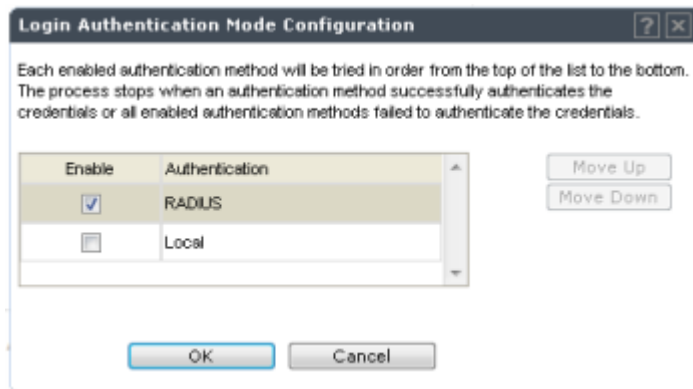 Login Authentication Mode Configuration ? ×
Each enabled authentication method will be tried in order from the top of the list to the bottom.
The process stops when an authentication method successfully authenticates the
credentials or all enabled authentication methods failed to authenticate the credentials.
Enable Authentication
RADIUS
Local
Move Up
Move Down
OK Cancel